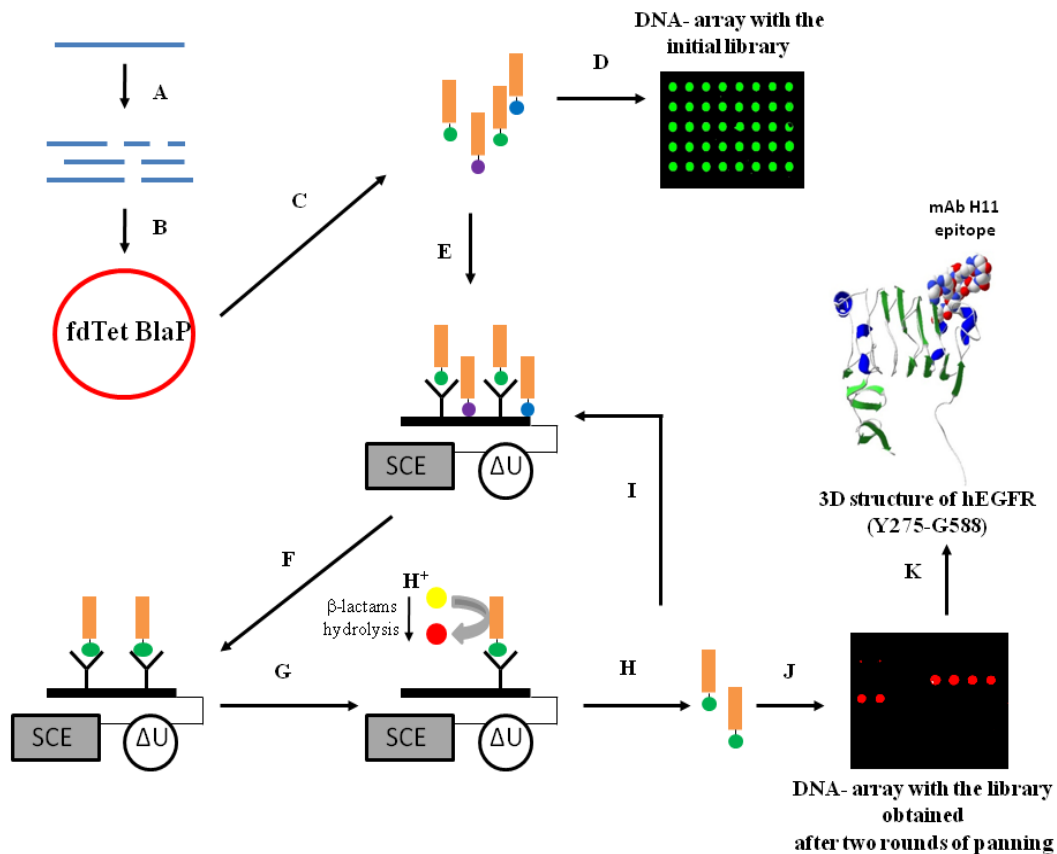 DNA- array with the
initial library
A
B
fdTet BlaP
C
D
E
mAb H11
epitope
SCE
ΔU
I
3D structure of hEGFR
(Y275-G588)
F
K
H+
β-lactams
hydrolysis
G
SCE
ΔU
SCE
ΔU
H
J
DNA- array with the library
obtained
after two rounds of panning